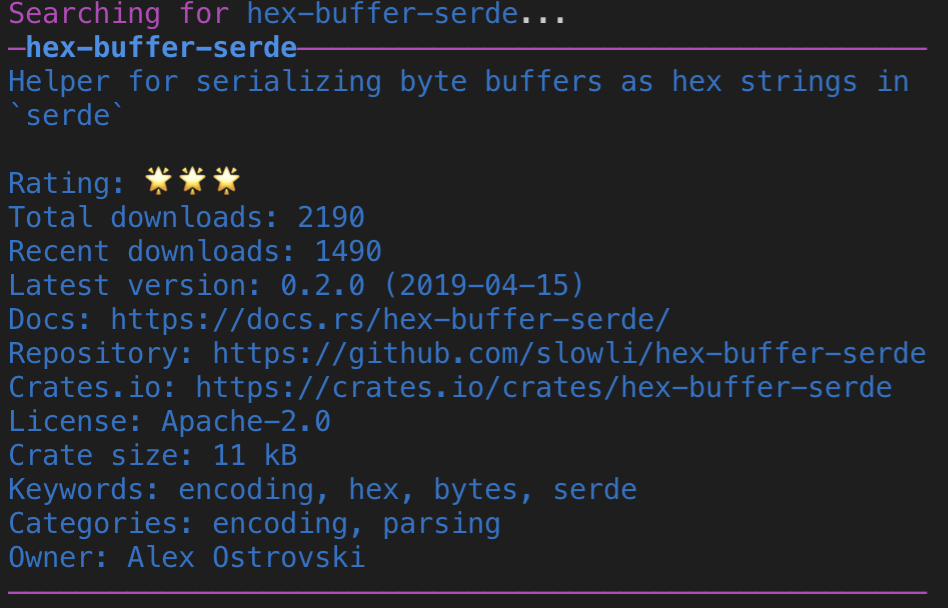 Searching for hex-buffer-serde...
hex-buffer-serde
Helper for serializing byte buffers as hex strings in
`serde`
Rating: 🌟🌟🌟
Total downloads: 2190
Recent downloads: 1490
Latest version: 0.2.0 (2019-04-15)
Docs: https://docs.rs/hex-buffer-serde/
Repository: https://github.com/slowli/hex-buffer-serde
Crates.io: https://crates.io/crates/hex-buffer-serde
License: Apache-2.0
Crate size: 11 kB
Keywords: encoding, hex, bytes, serde
Categories: encoding, parsing
Owner: Alex Ostrovski